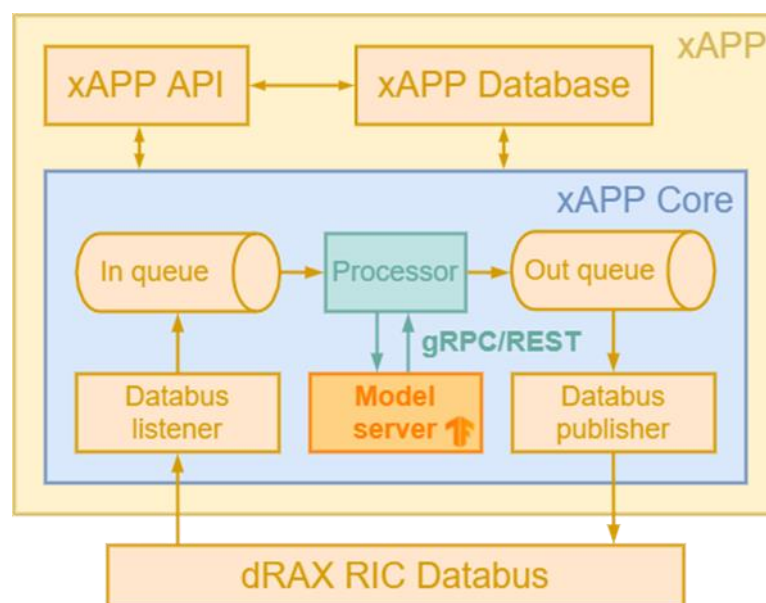 xAPP
xAPP API
xAPP Database
xAPP Core
In queue
Processor
Out queue
gRPC/REST
Databus
listener
Model
server
Databus
publisher
dRAX RIC Databus